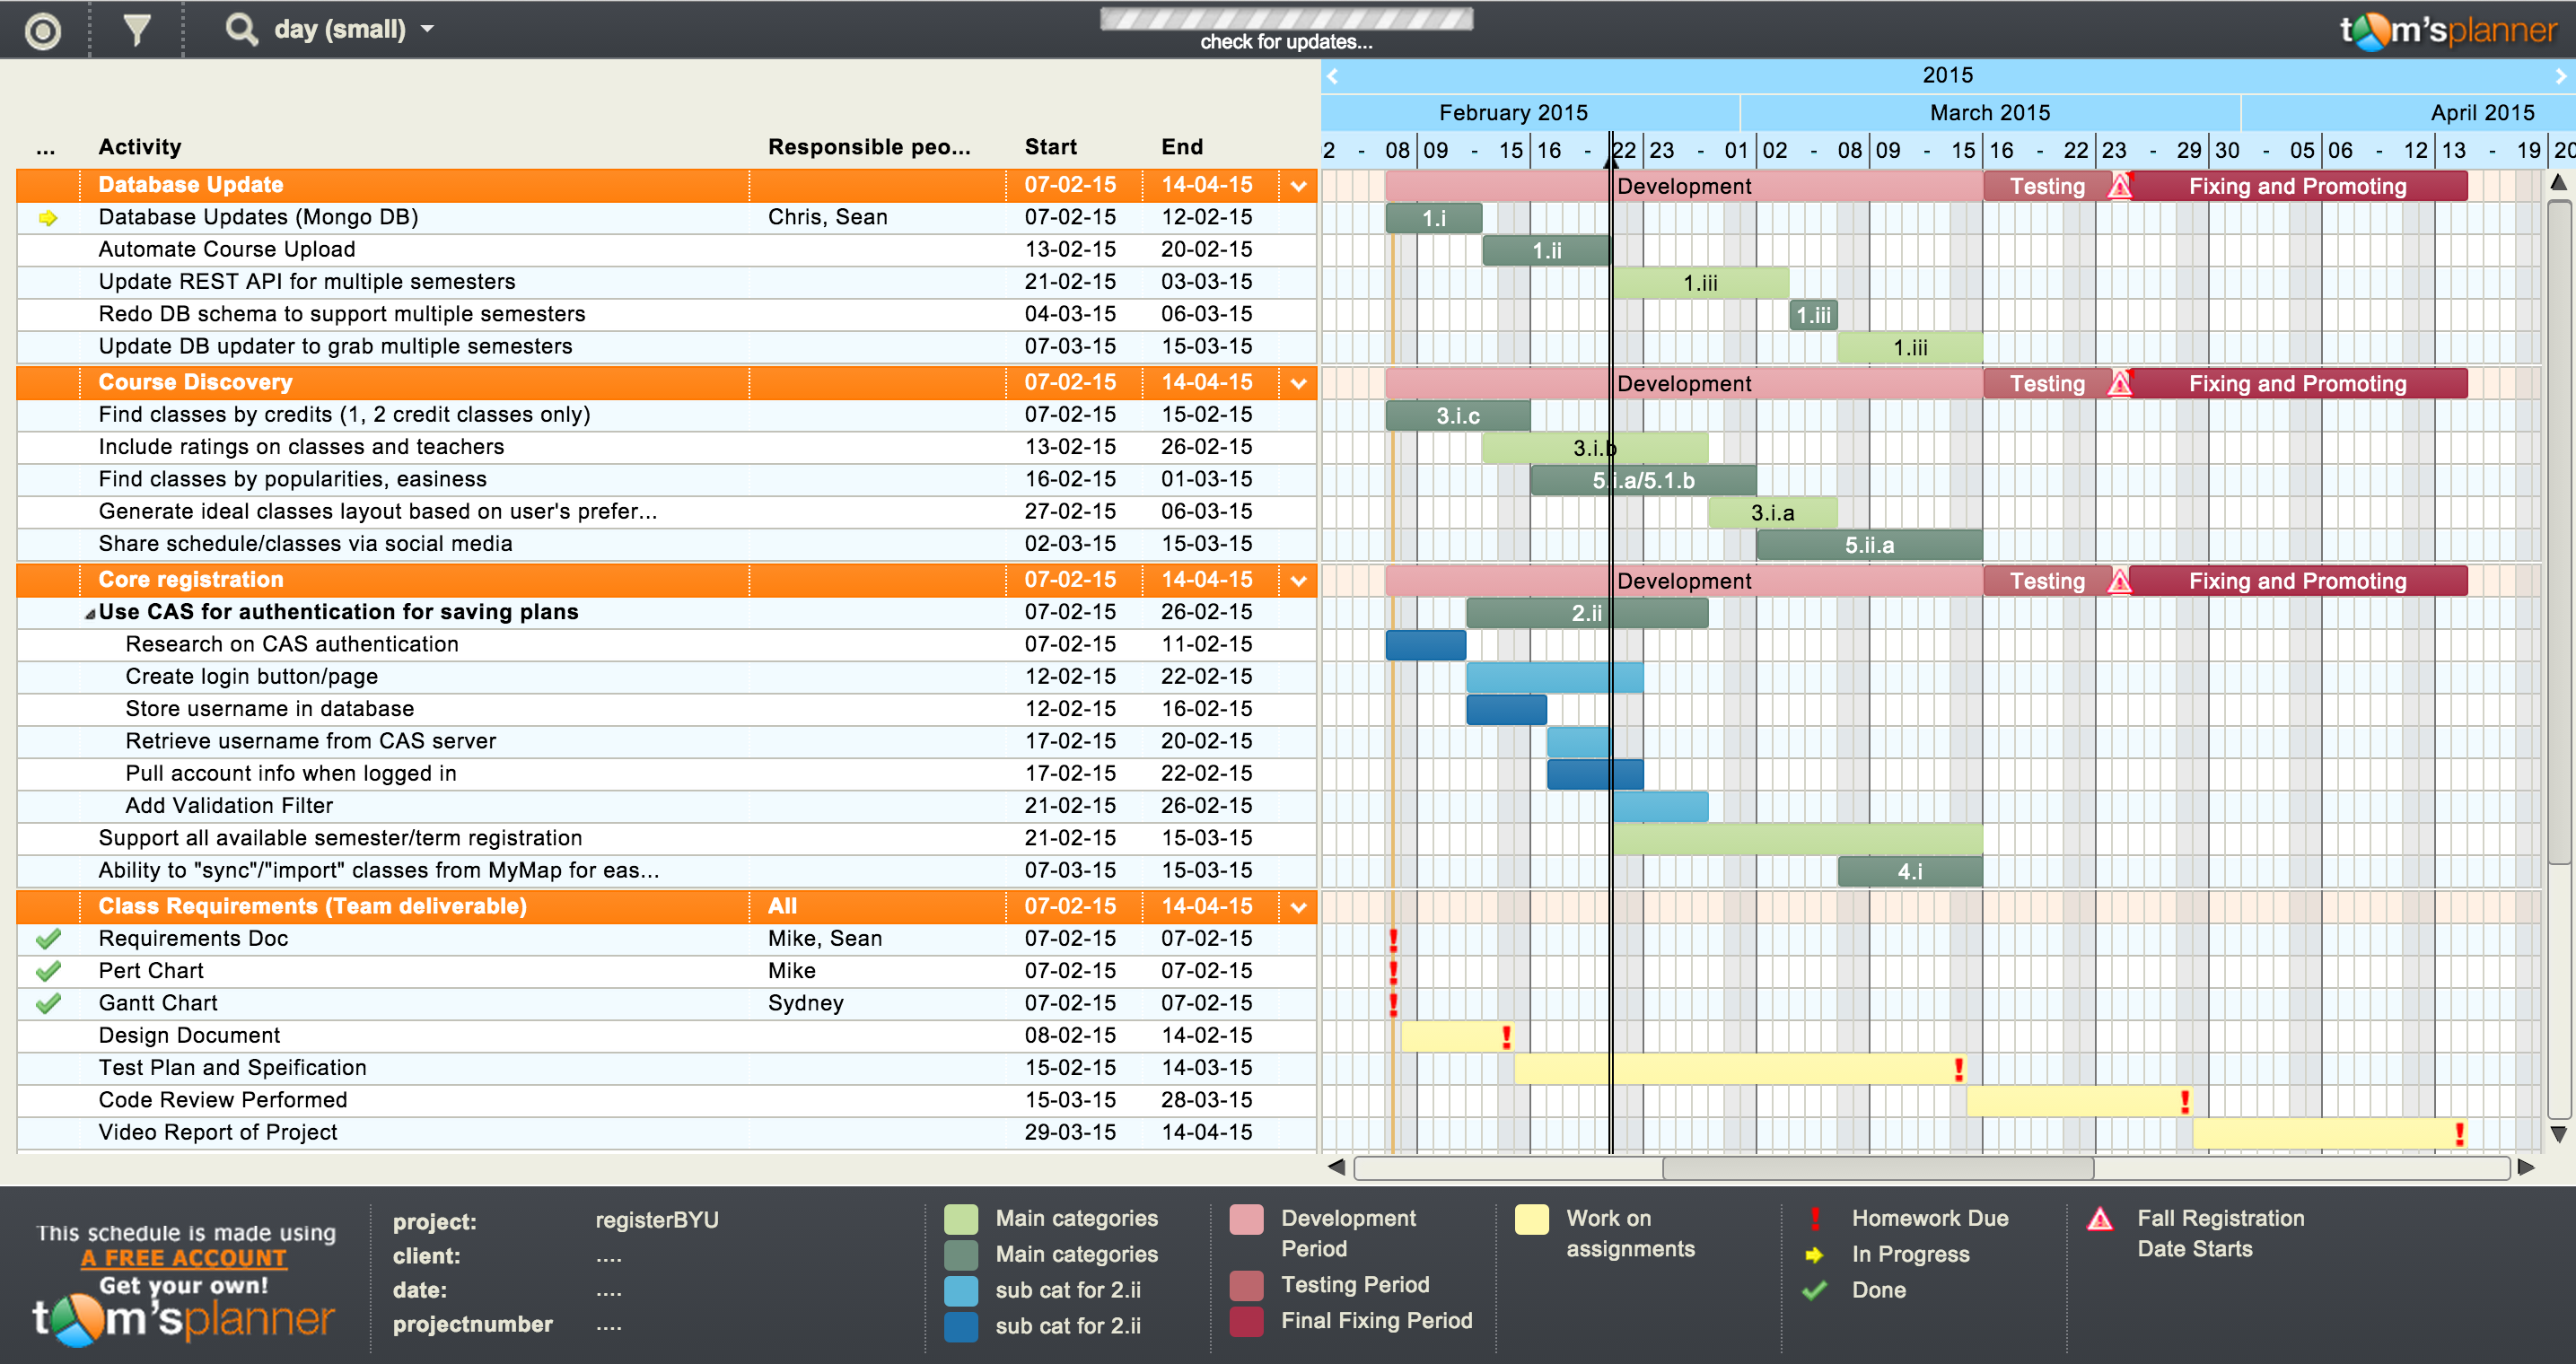 day (small)
check for updates...
tom'splanner
2015
February 2015 March 2015 April 2015
... Activity Responsible peo... Start End
2 - 08 09 - 15 16 - 22 23 - 01 02 - 08 09 - 15 16 - 22 23 - 29 30 - 05 06 - 12 13 - 19 20
Database Update 07-02-15 14-04-15 Development Testing Fixing and Promoting
Database Updates (Mongo DB) Chris, Sean 07-02-15 12-02-15 1.i
Automate Course Upload 13-02-15 20-02-15 1.ii
Update REST API for multiple semesters 21-02-15 03-03-15 1.iii
Redo DB schema to support multiple semesters 04-03-15 06-03-15 1.iii
Update DB updater to grab multiple semesters 07-03-15 15-03-15 1.iii
Course Discovery 07-02-15 14-04-15 Development Testing Fixing and Promoting
Find classes by credits (1, 2 credit classes only) 07-02-15 15-02-15 3.i.c
Include ratings on classes and teachers 13-02-15 26-02-15 3.i.b
Find classes by popularities, easiness 16-02-15 01-03-15 5.i.a/5.1.b
Generate ideal classes layout based on user's prefer... 27-02-15 06-03-15 3.i.a
Share schedule/classes via social media 02-03-15 15-03-15 5.ii.a
Core registration 07-02-15 14-04-15 Development Testing Fixing and Promoting
Use CAS for authentication for saving plans 07-02-15 26-02-15 2.ii
Research on CAS authentication 07-02-15 11-02-15
Create login button/page 12-02-15 22-02-15
Store username in database 12-02-15 16-02-15
Retrieve username from CAS server 17-02-15 20-02-15
Pull account info when logged in 17-02-15 22-02-15
Add Validation Filter 21-02-15 26-02-15
Support all available semester/term registration 21-02-15 15-03-15
Ability to "sync"/"import" classes from MyMap for eas... 07-03-15 15-03-15 4.i
Class Requirements (Team deliverable) All 07-02-15 14-04-15
Requirements Doc Mike, Sean 07-02-15 07-02-15
Pert Chart Mike 07-02-15 07-02-15
Gantt Chart Sydney 07-02-15 07-02-15
Design Document 08-02-15 14-02-15
Test Plan and Speification 15-02-15 14-03-15
Code Review Performed 15-03-15 28-03-15
Video Report of Project 29-03-15 14-04-15
This schedule is made using
A FREE ACCOUNT
Get your own!
tom'splanner
project: registerBYU
client: ....
date: ....
projectnumber ....
Main categories
Main categories
sub cat for 2.ii
sub cat for 2.ii
Development
Period
Testing Period
Final Fixing Period
Work on
assignments
Homework Due
In Progress
Done
Fall Registration
Date Starts